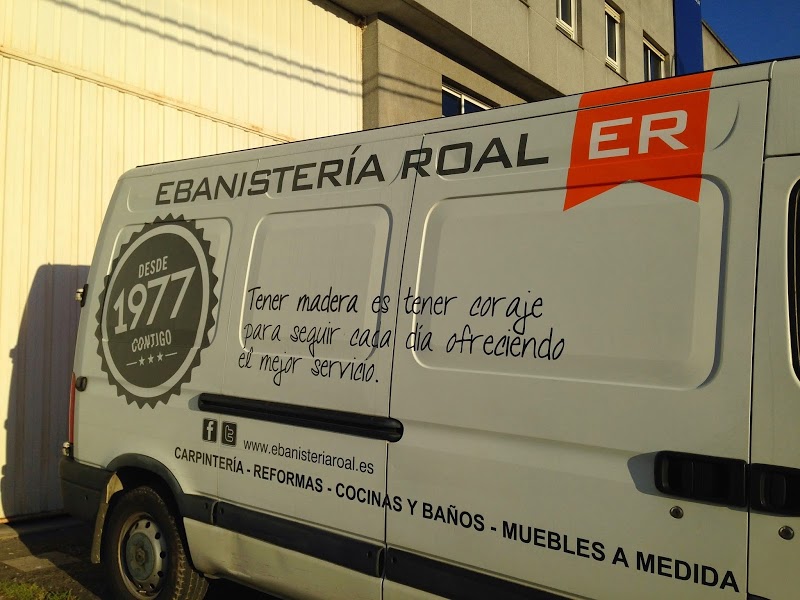 EBANISTERÍA ROAL
ER
DESDE
1977
CONTIGO
Tener madera es tener coraje
para seguir cada día ofreciendo
el mejor servicio.
f t www.ebanisteriaroal.es
CARPINTERÍA - REFORMAS - COCINAS Y BAÑOS - MUEBLES A MEDIDA